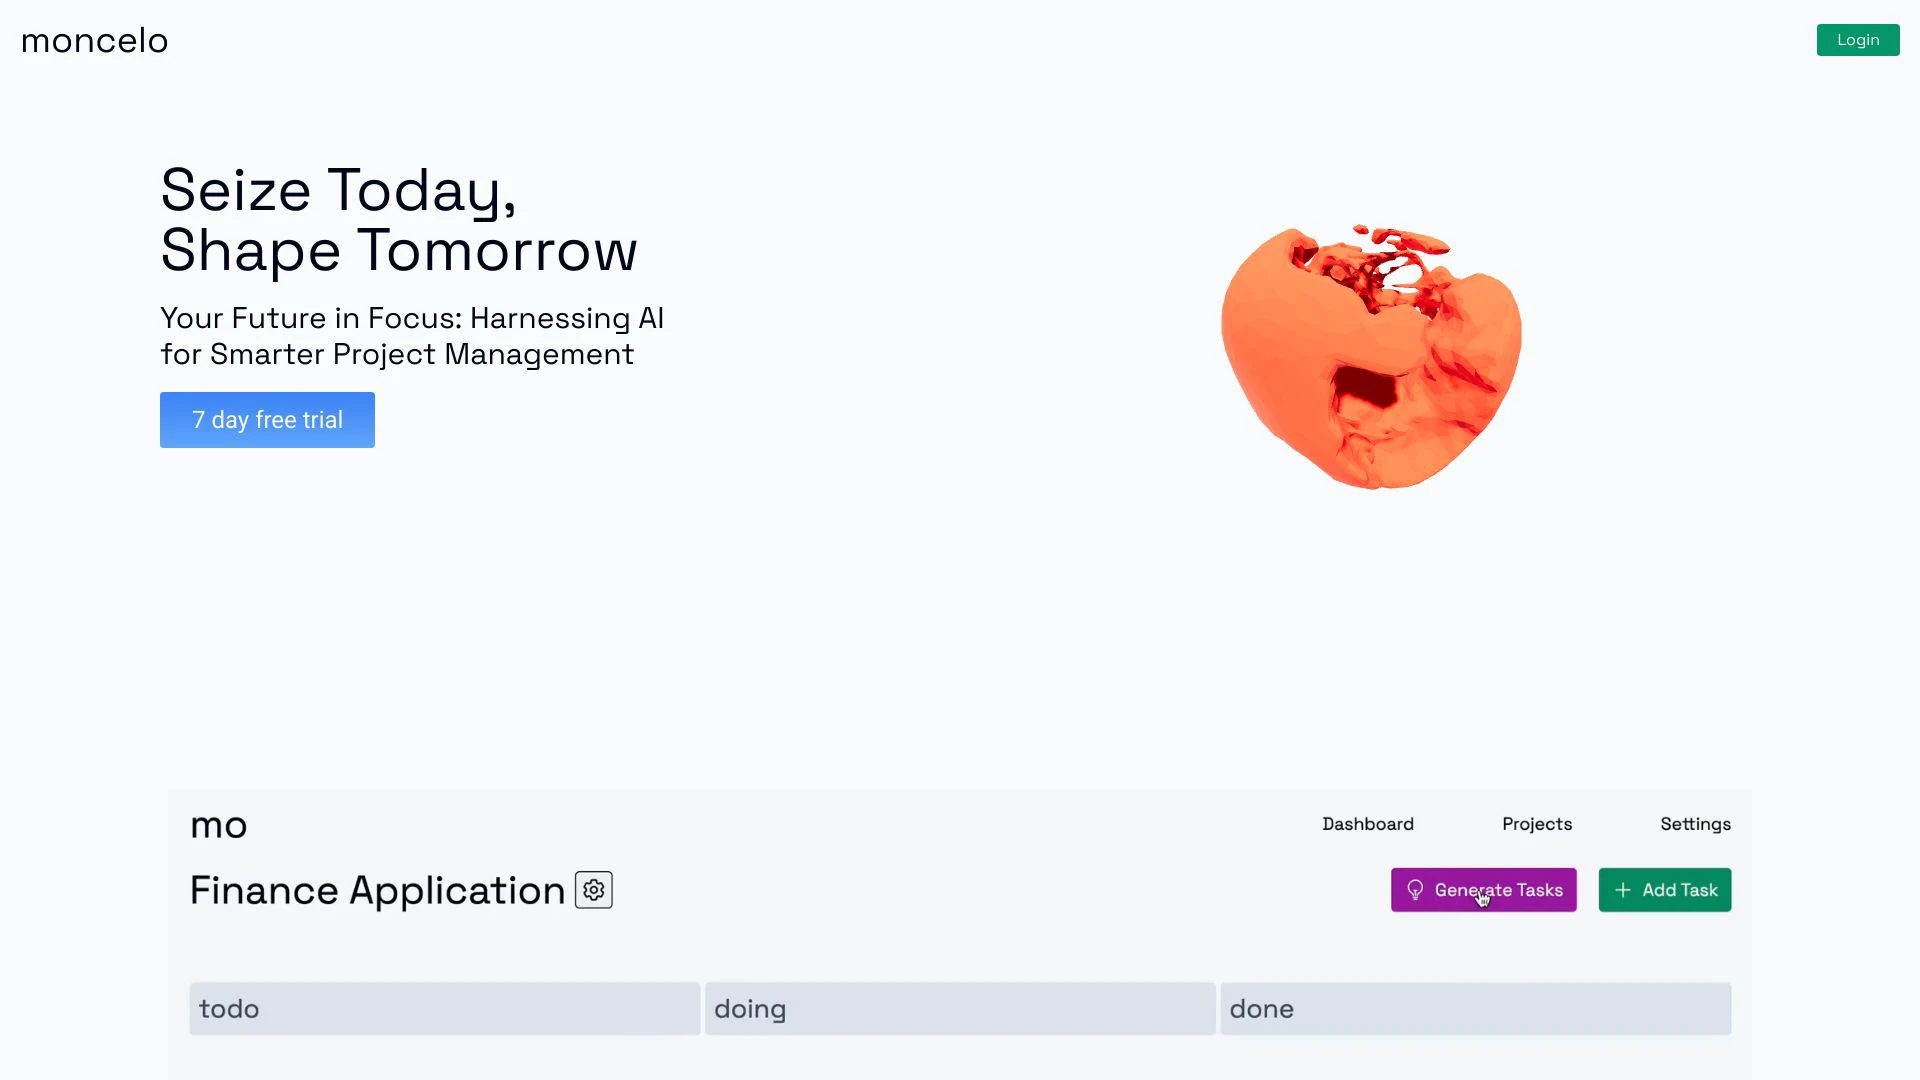 moncelo
Login
Seize Today,
Shape Tomorrow
Your Future in Focus: Harnessing AI
for Smarter Project Management
7 day free trial
mo
Dashboard
Projects
Settings
Finance Application
Generate Tasks
+ Add Task
todo
doing
done